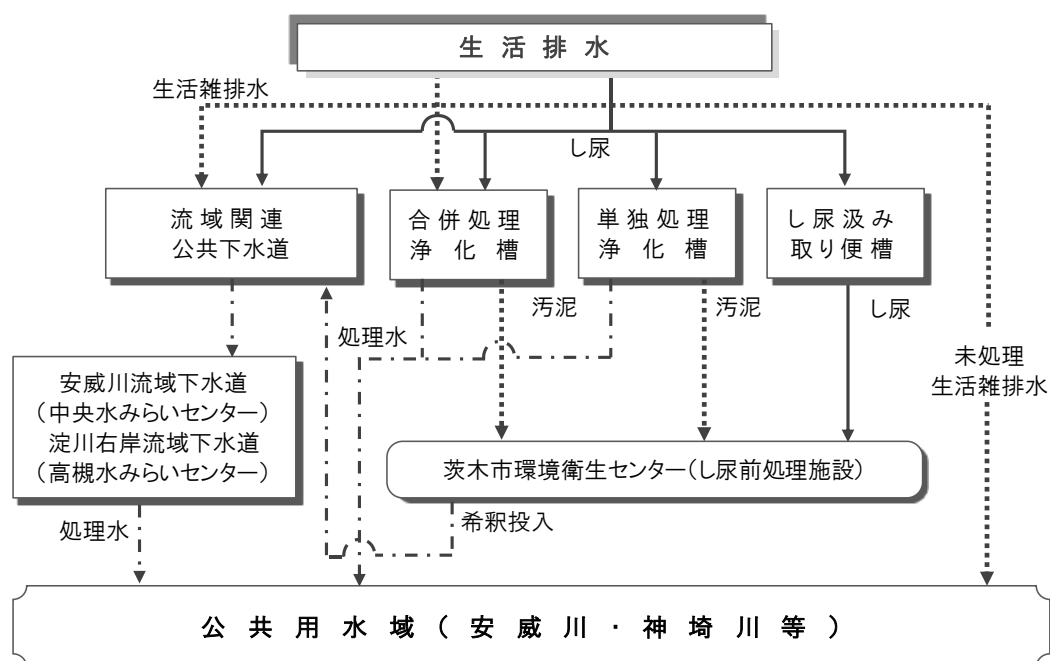 生活排水
生活雑排水
し尿
流域関連
公共下水道
合併処理
浄化槽
単独処理
浄化槽
し尿汲み
取り便槽
処理水
汚泥
汚泥
し尿
未処理
生活雑排水
安威川流域下水道
（中央水みらいセンター）
淀川右岸流域下水道
（高槻水みらいセンター）
茨木市環境衛生センター（し尿前処理施設）
処理水
希釈投入
公共用水域（安威川・神埼川等）